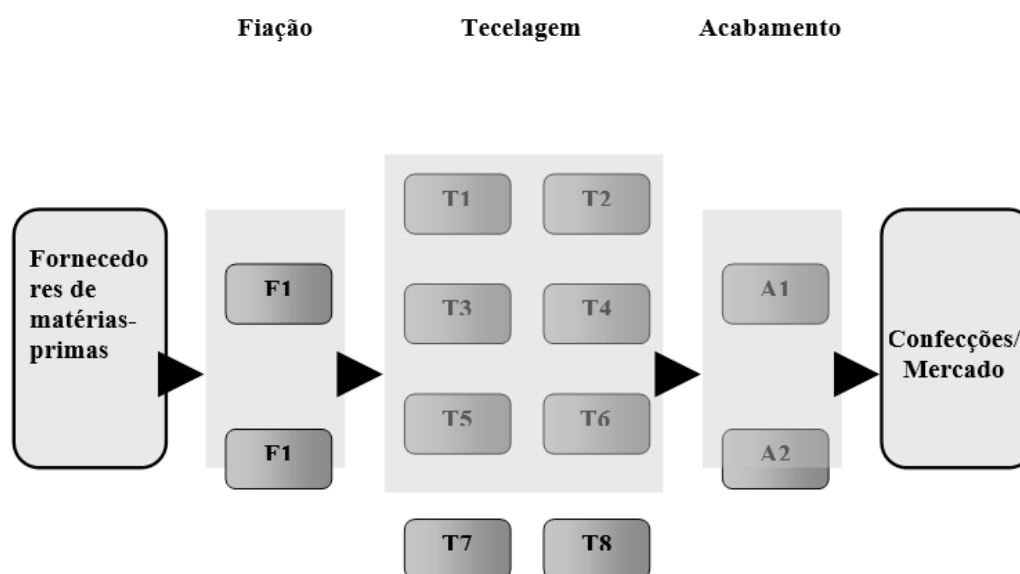 Fiação Tecelagem Acabamento
T1 T2
Fornecedo
res de
matérias-
primas
F1
A1
T3 T4
Confecções/
Mercado
T5 T6
F1
A2
T7 T8